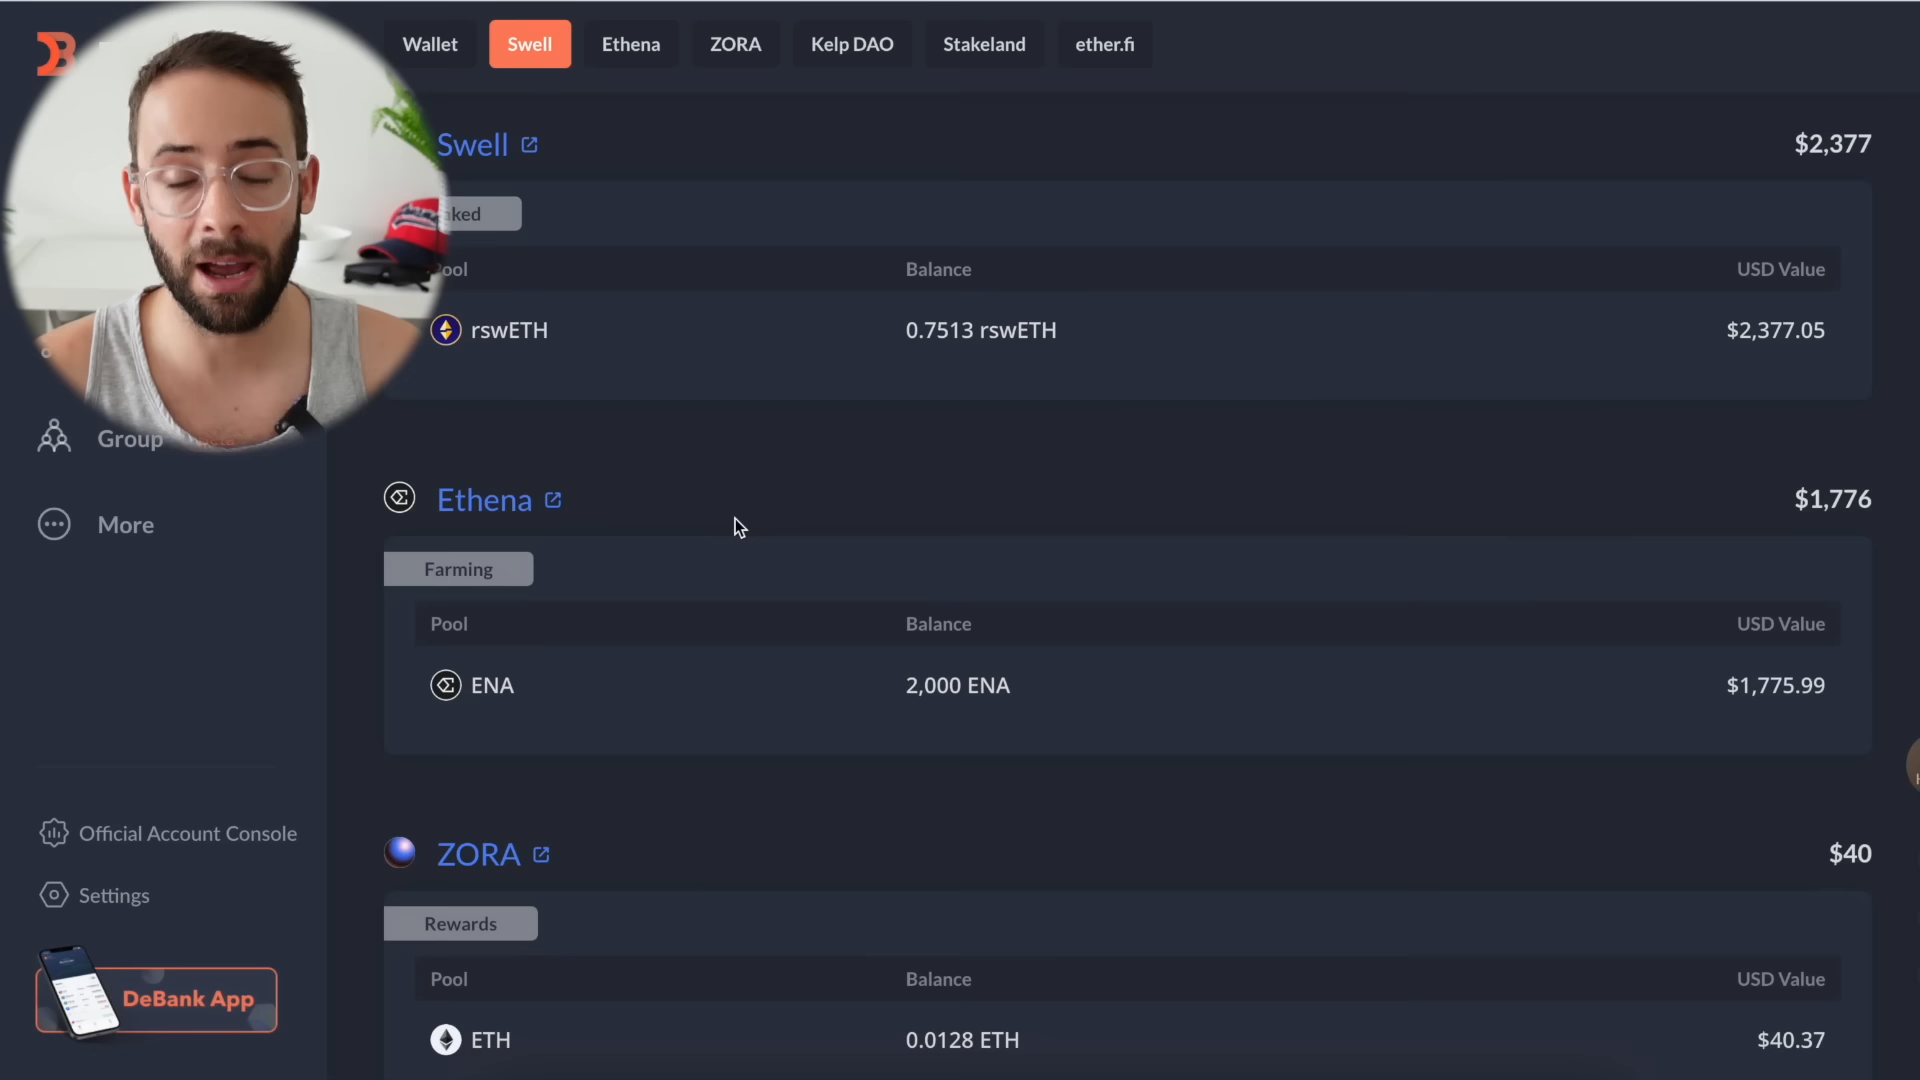 Wallet
Swell
Ethena
ZORA
Kelp DAO
Stakeland
ether.fi
Swell
$2,377
Pool
Balance
USD Value
rswETH
0.7513 rswETH
$2,377.05
Group
More
Ethena
$1,776
Farming
Pool
Balance
USD Value
ENA
2,000 ENA
$1,775.99
Official Account Console
Settings
DeBank App
ZORA
$40
Rewards
Pool
Balance
USD Value
ETH
0.0128 ETH
$40.37